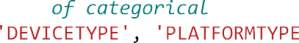 of categorical
'DEVICETYPE', 'PLATFORMTYPE